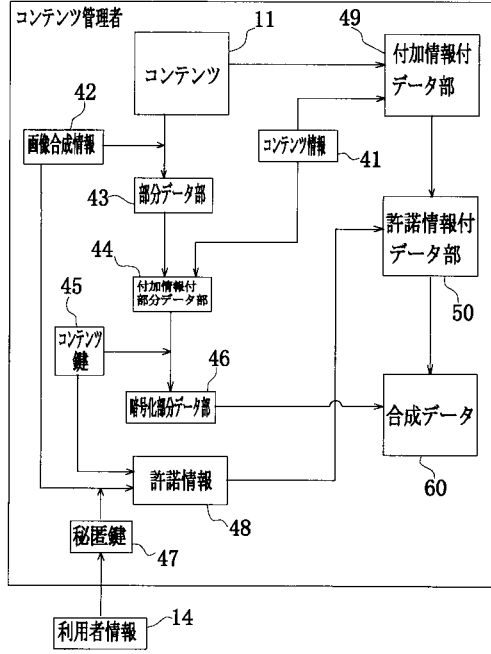 コンテンツ管理者
11
49
コンテンツ
付加情報付
データ部
42
画像合成情報
コンテンツ情報
41
43
部分データ部
44
許諾情報付
データ部
付加情報付
部分データ部
50
45
コンテンツ
鍵
46
暗号化部分データ部
合成データ
60
許諾情報
48
秘匿鍵
47
利用者情報
14